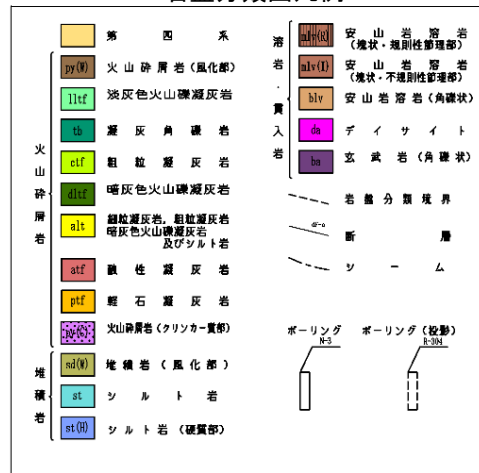 第四系
火山砕屑岩
py(W) 火山砕屑岩(風化部)
lltf 淡灰色火山礫凝灰岩
tb 凝灰角礫岩
ctf 粗粒凝灰岩
dltf 暗灰色火山礫凝灰岩
alt 細粒凝灰岩,粗粒凝灰岩
暗灰色火山礫凝灰岩
及びシルト岩
atf 酸性凝灰岩
ptf 軽石凝灰岩
py(C) 火山砕屑岩(クリンカー質部)
堆積岩
sd(W) 堆積岩(風化部)
st シルト岩
st(H) シルト岩(硬質部)
溶岩・貫入岩
mlv(R) 安山岩溶岩
(塊状・規則性節理部)
mlv(I) 安山岩溶岩
(塊状・不規則性節理部)
blv 安山岩溶岩(角礫状)
da デイサイト
ba 玄武岩(角礫状)
岩盤分類境界
断層
シーム
ボーリング
N-3
ボーリング(投影)
R-304